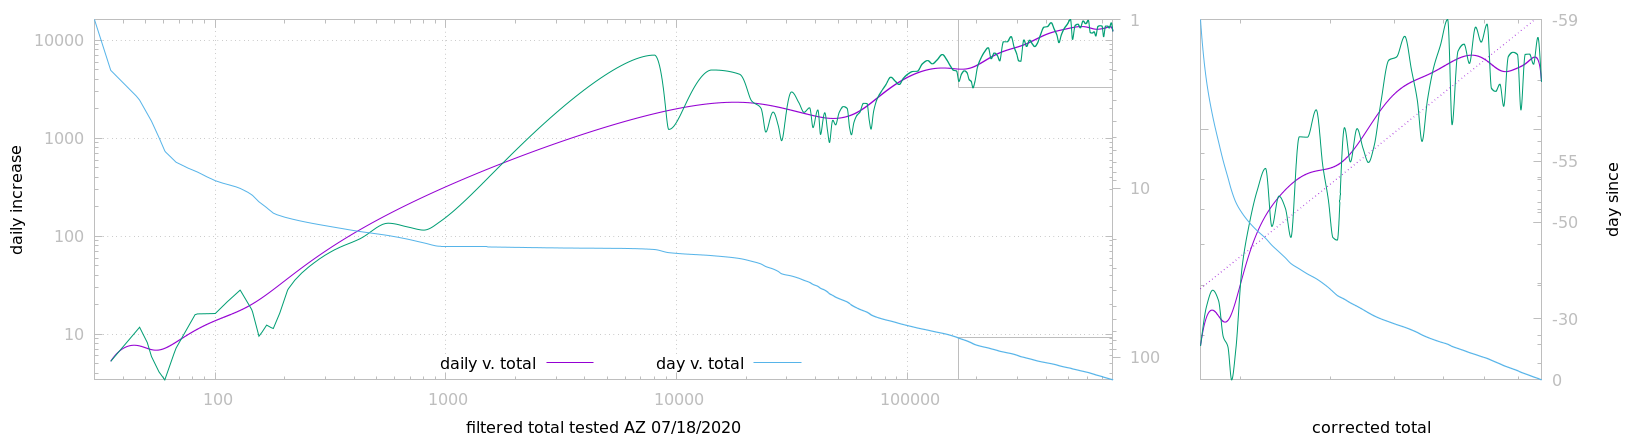 daily increase
10000
1000
100
10
100
1000
10000
100000
1
10
100
daily v. total
day v. total
filtered total tested AZ 07/18/2020
-59
-55
-50
-30
0
day since
corrected total